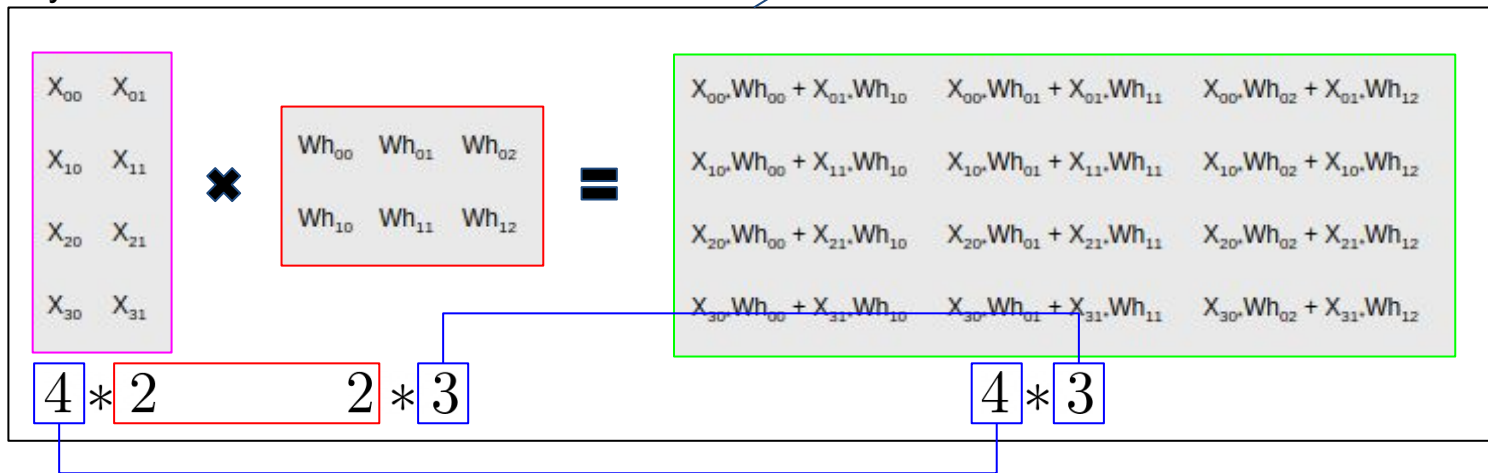 X₀₀ X₀₁
X₁₀ X₁₁
X₂₀ X₂₁
X₃₀ X₃₁
Wh₀₀ Wh₀₁ Wh₀₂
Wh₁₀ Wh₁₁ Wh₁₂
X₀₀*Wh₀₀ + X₀₁*Wh₁₀ X₀₀*Wh₀₁ + X₀₁*Wh₁₁ X₀₀*Wh₀₂ + X₀₁*Wh₁₂
X₁₀*Wh₀₀ + X₁₁*Wh₁₀ X₁₀*Wh₀₁ + X₁₁*Wh₁₁ X₁₀*Wh₀₂ + X₁₀*Wh₁₂
X₂₀*Wh₀₀ + X₂₁*Wh₁₀ X₂₀*Wh₀₁ + X₂₁*Wh₁₁ X₂₀*Wh₀₂ + X₂₁*Wh₁₂
X₃₀*Wh₀₀ + X₃₁*Wh₁₀ X₃₀*Wh₀₁ + X₃₁*Wh₁₁ X₃₀*Wh₀₂ + X₃₁*Wh₁₂
4 * 2 2 * 3 4 * 3